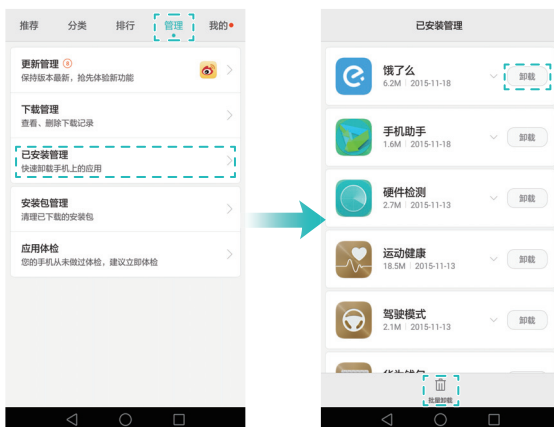 推荐 分类 排行 管理 我的
更新管理 8
保持版本最新，抢先体验新功能
下载管理
查看、删除下载记录
已安装管理
快速卸载手机上的应用
安装包管理
清理已下载的安装包
应用体检
您的手机从未做过体检，建议立即体检
已安装管理
饿了么
6.2M 2015-11-18
卸载
手机助手
1.6M 2015-11-18
卸载
硬件检测
2.7M 2015-11-13
卸载
运动健康
18.5M 2015-11-13
卸载
驾驶模式
2.1M 2015-11-13
卸载
批量卸载